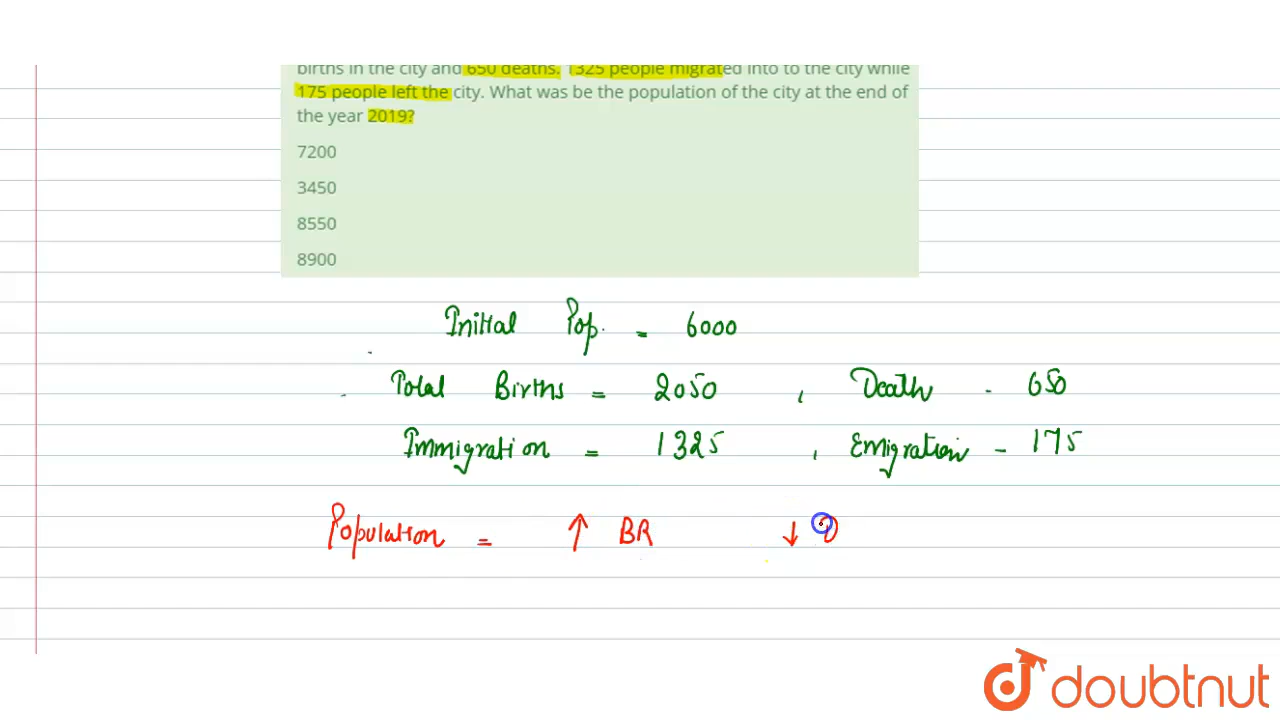 births in the city and 650 deaths. 1325 people migrated into to the city while
175 people left the city. What was be the population of the city at the end of
the year 2019?
7200
3450
8550
8900
Initial Pop. = 6000
Total Births = 2050 , Death - 650
Immigration = 1325 , Emigration - 175
Population = ↑ BR ↓ D
doubtnut